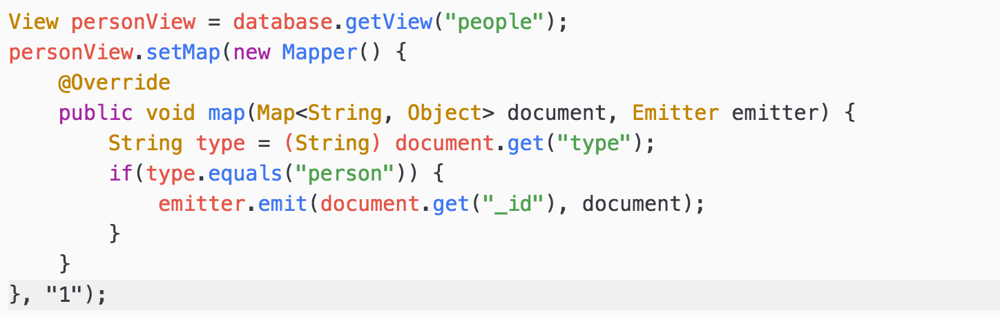 View personView = database.getView("people");
personView.setMap(new Mapper() {
    @Override
    public void map(Map<String, Object> document, Emitter emitter) {
        String type = (String) document.get("type");
        if(type.equals("person")) {
            emitter.emit(document.get("_id"), document);
        }
    }
}, "1");